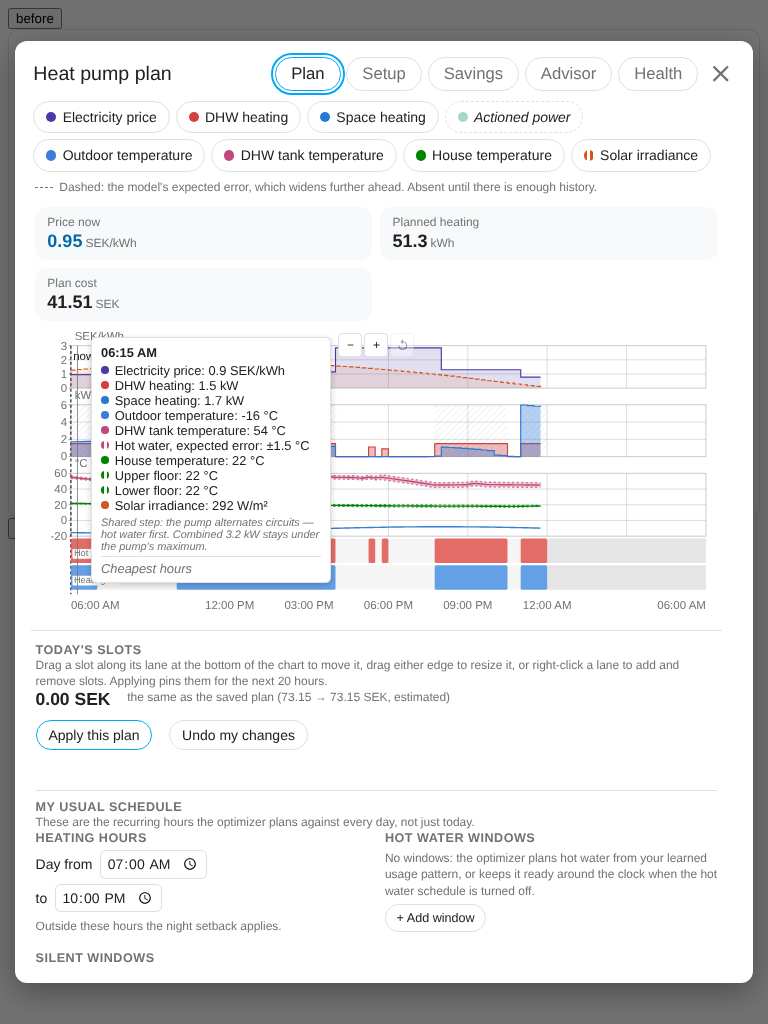 before
Heat pump plan
Plan
Setup
Savings
Advisor
Health
Electricity price
DHW heating
Space heating
Actioned power
Outdoor temperature
DHW tank temperature
House temperature
Solar irradiance
Dashed: the model's expected error, which widens further ahead. Absent until there is enough history.
Price now
0.95 SEK/kWh
Planned heating
51.3 kWh
Plan cost
41.51 SEK
SEK/kWh
3
2
1
0
now
− +
kW
6
4
2
0
°C
60
40
20
0
-20
06:15 AM
Electricity price: 0.9 SEK/kWh
DHW heating: 1.5 kW
Space heating: 1.7 kW
Outdoor temperature: -16 °C
DHW tank temperature: 54 °C
Hot water, expected error: ±1.5 °C
House temperature: 22 °C
Upper floor: 22 °C
Lower floor: 22 °C
Solar irradiance: 292 W/m²
Shared step: the pump alternates circuits —
hot water first. Combined 3.2 kW stays under
the pump's maximum.
Cheapest hours
Hot
06:00 AM
12:00 PM
03:00 PM
06:00 PM
09:00 PM
12:00 AM
06:00 AM
TODAY'S SLOTS
Drag a slot along its lane at the bottom of the chart to move it, drag either edge to resize it, or right-click a lane to add and
remove slots. Applying pins them for the next 20 hours.
0.00 SEK the same as the saved plan (73.15 → 73.15 SEK, estimated)
Apply this plan
Undo my changes
MY USUAL SCHEDULE
These are the recurring hours the optimizer plans against every day, not just today.
HEATING HOURS
Day from 07:00 AM
to 10:00 PM
Outside these hours the night setback applies.
HOT WATER WINDOWS
No windows: the optimizer plans hot water from your learned
usage pattern, or keeps it ready around the clock when the hot
water schedule is turned off.
+ Add window
SILENT WINDOWS